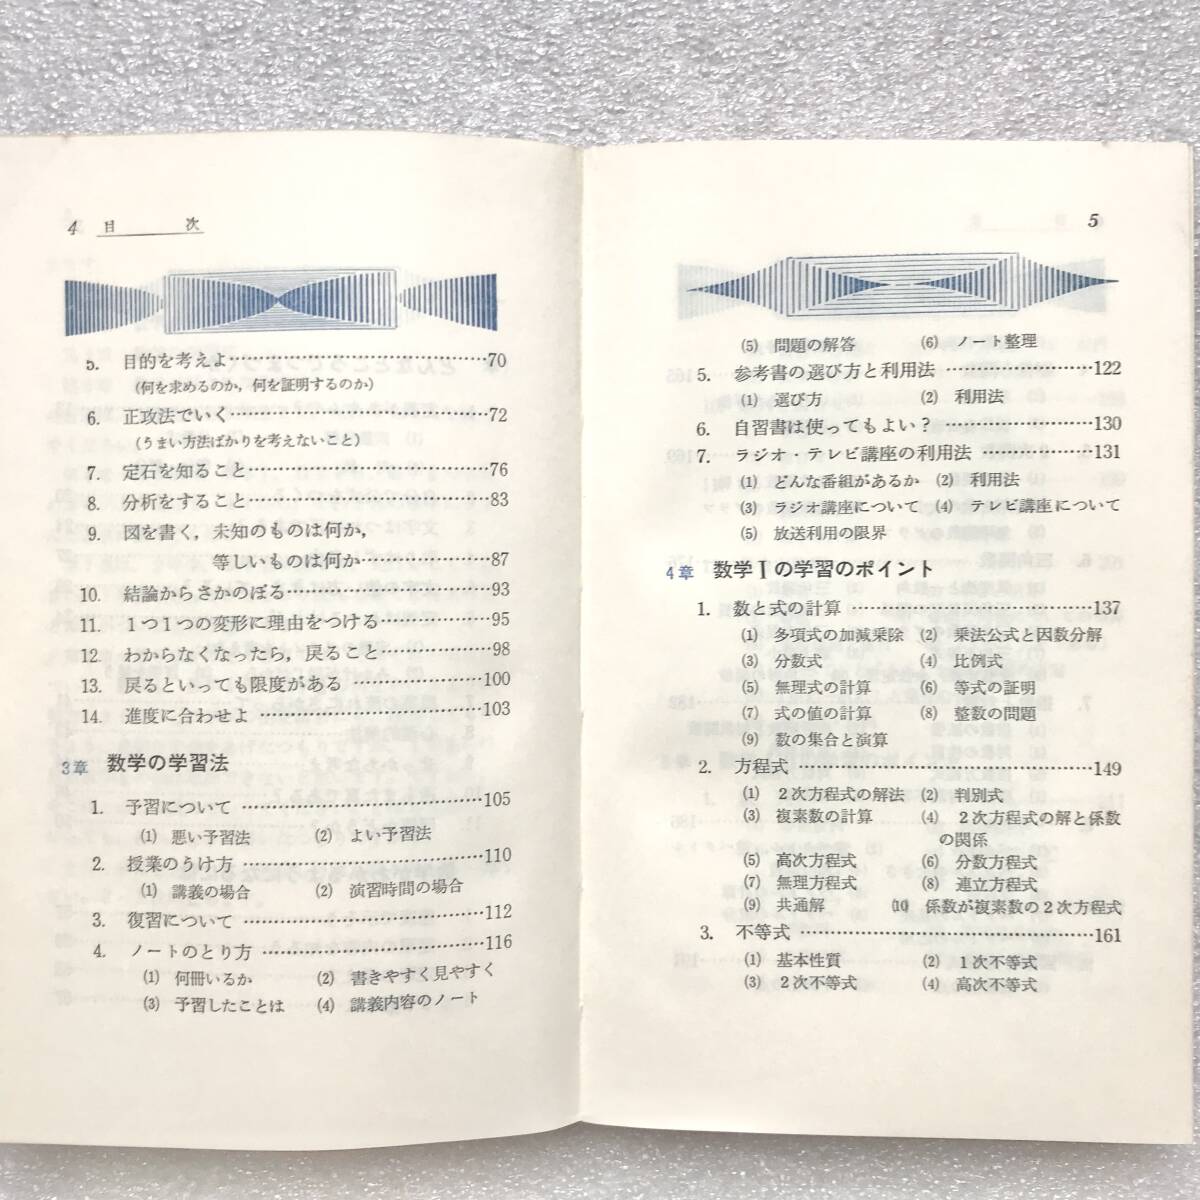 4 目 次
5. 目的を考えよ……………………………70
(何を求めるのか,何を証明するのか)
6. 正攻法でいく……………………………72
(うまい方法ばかりを考えないこと)
7. 定石を知ること…………………………76
8. 分析をすること…………………………83
9. 図を書く,未知のものは何か,
等しいものは何か……………87
10. 結論からさかのぼる……………………93
11. 1つ1つの変形に理由をつける…………95
12. わからなくなったら,戻ること…………98
13. 戻るといっても限度がある ……………100
14. 進度に合わせよ ………………………103
3章 数学の学習法
1. 予習について …………………………105
(1) 悪い予習法 (2) よい予習法
2. 授業のうけ方 …………………………110
(1) 講義の場合 (2) 演習時間の場合
3. 復習について …………………………112
4. ノートのとり方 ………………………116
(1) 何冊いるか (2) 書きやすく見やすく
(3) 予習したことは (4) 講義内容のノート
5
(5) 問題の解答 (6) ノート整理
5. 参考書の選び方と利用法 ………………122
(1) 選び方 (2) 利用法
6. 自習書は使ってもよい? ………………130
7. ラジオ・テレビ講座の利用法 …………131
(1) どんな番組があるか (2) 利用法
(3) ラジオ講座について (4) テレビ講座について
(5) 放送利用の限界
4章 数学Ⅰの学習のポイント
1. 数と式の計算 …………………………137
(1) 多項式の加減乗除 (2) 乗法公式と因数分解
(3) 分数式 (4) 比例式
(5) 無理式の計算 (6) 等式の証明
(7) 式の値の計算 (8) 整数の問題
(9) 数の集合と演算
2. 方程式 …………………………………149
(1) 2次方程式の解法 (2) 判別式
(3) 複素数の計算 (4) 2次方程式の解と係数
の関係
(5) 高次方程式 (6) 分数方程式
(7) 無理方程式 (8) 連立方程式
(9) 共通解 (10) 係数が複素数の2次方程式
3. 不等式 …………………………………161
(1) 基本性質 (2) 1次不等式
(3) 2次不等式 (4) 高次不等式